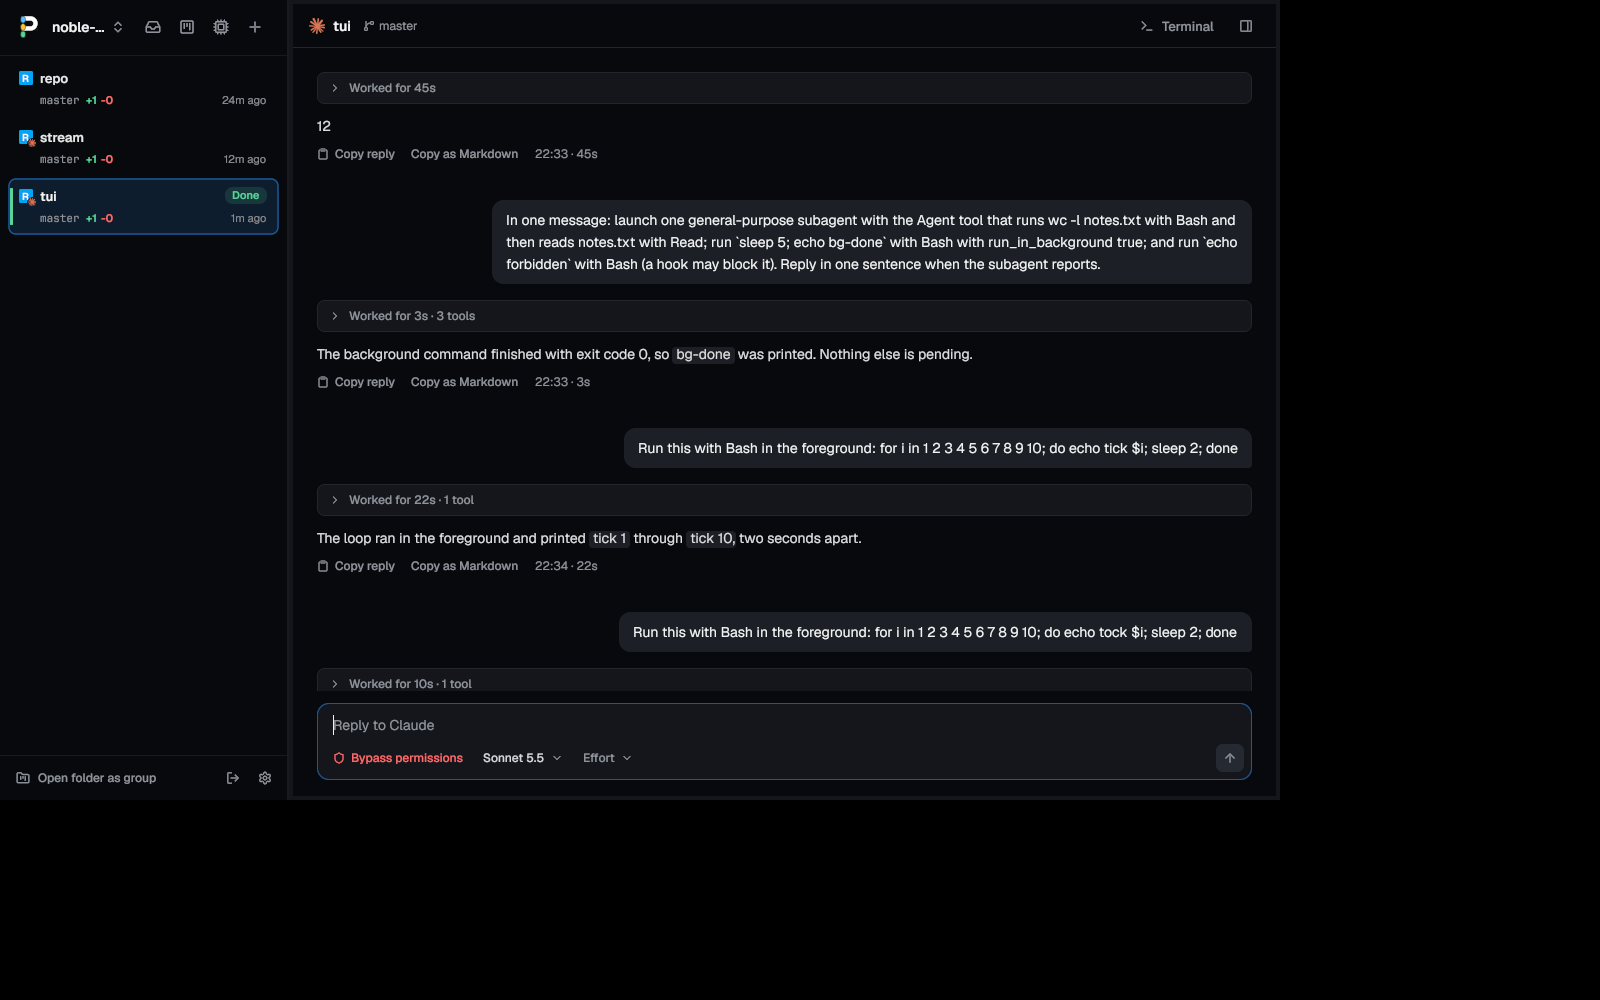 noble-...
R repo
master +1 -0 24m ago
R stream
master +1 -0 12m ago
R tui Done
master +1 -0 1m ago
Open folder as group
tui master Terminal
Worked for 45s
12
Copy reply Copy as Markdown 22:33 · 45s
In one message: launch one general-purpose subagent with the Agent tool that runs wc -l notes.txt with Bash and
then reads notes.txt with Read; run `sleep 5; echo bg-done` with Bash with run_in_background true; and run `echo
forbidden` with Bash (a hook may block it). Reply in one sentence when the subagent reports.
Worked for 3s · 3 tools
The background command finished with exit code 0, so bg-done was printed. Nothing else is pending.
Copy reply Copy as Markdown 22:33 · 3s
Run this with Bash in the foreground: for i in 1 2 3 4 5 6 7 8 9 10; do echo tick $i; sleep 2; done
Worked for 22s · 1 tool
The loop ran in the foreground and printed tick 1 through tick 10, two seconds apart.
Copy reply Copy as Markdown 22:34 · 22s
Run this with Bash in the foreground: for i in 1 2 3 4 5 6 7 8 9 10; do echo tock $i; sleep 2; done
Worked for 10s · 1 tool
Reply to Claude
Bypass permissions Sonnet 5.5 Effort